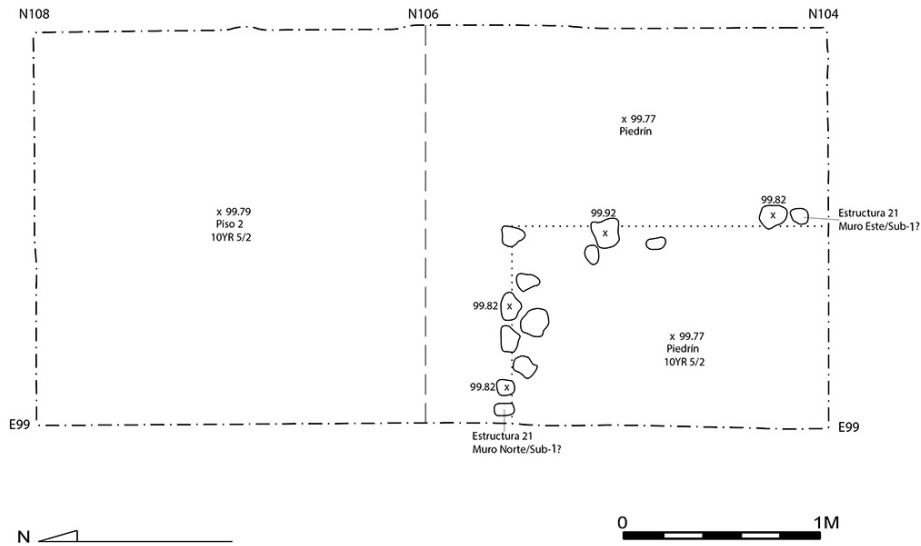 N108
N106
N104
x 99.77
Piedrín
99.82
x
x 99.79
Piso 2
10YR 5/2
99.92
x
Estructura 21
Muro Este/Sub-1?
99.82
x
x 99.77
Piedrín
10YR 5/2
99.82
x
E99
E99
Estructura 21
Muro Norte/Sub-1?
N
0
1M